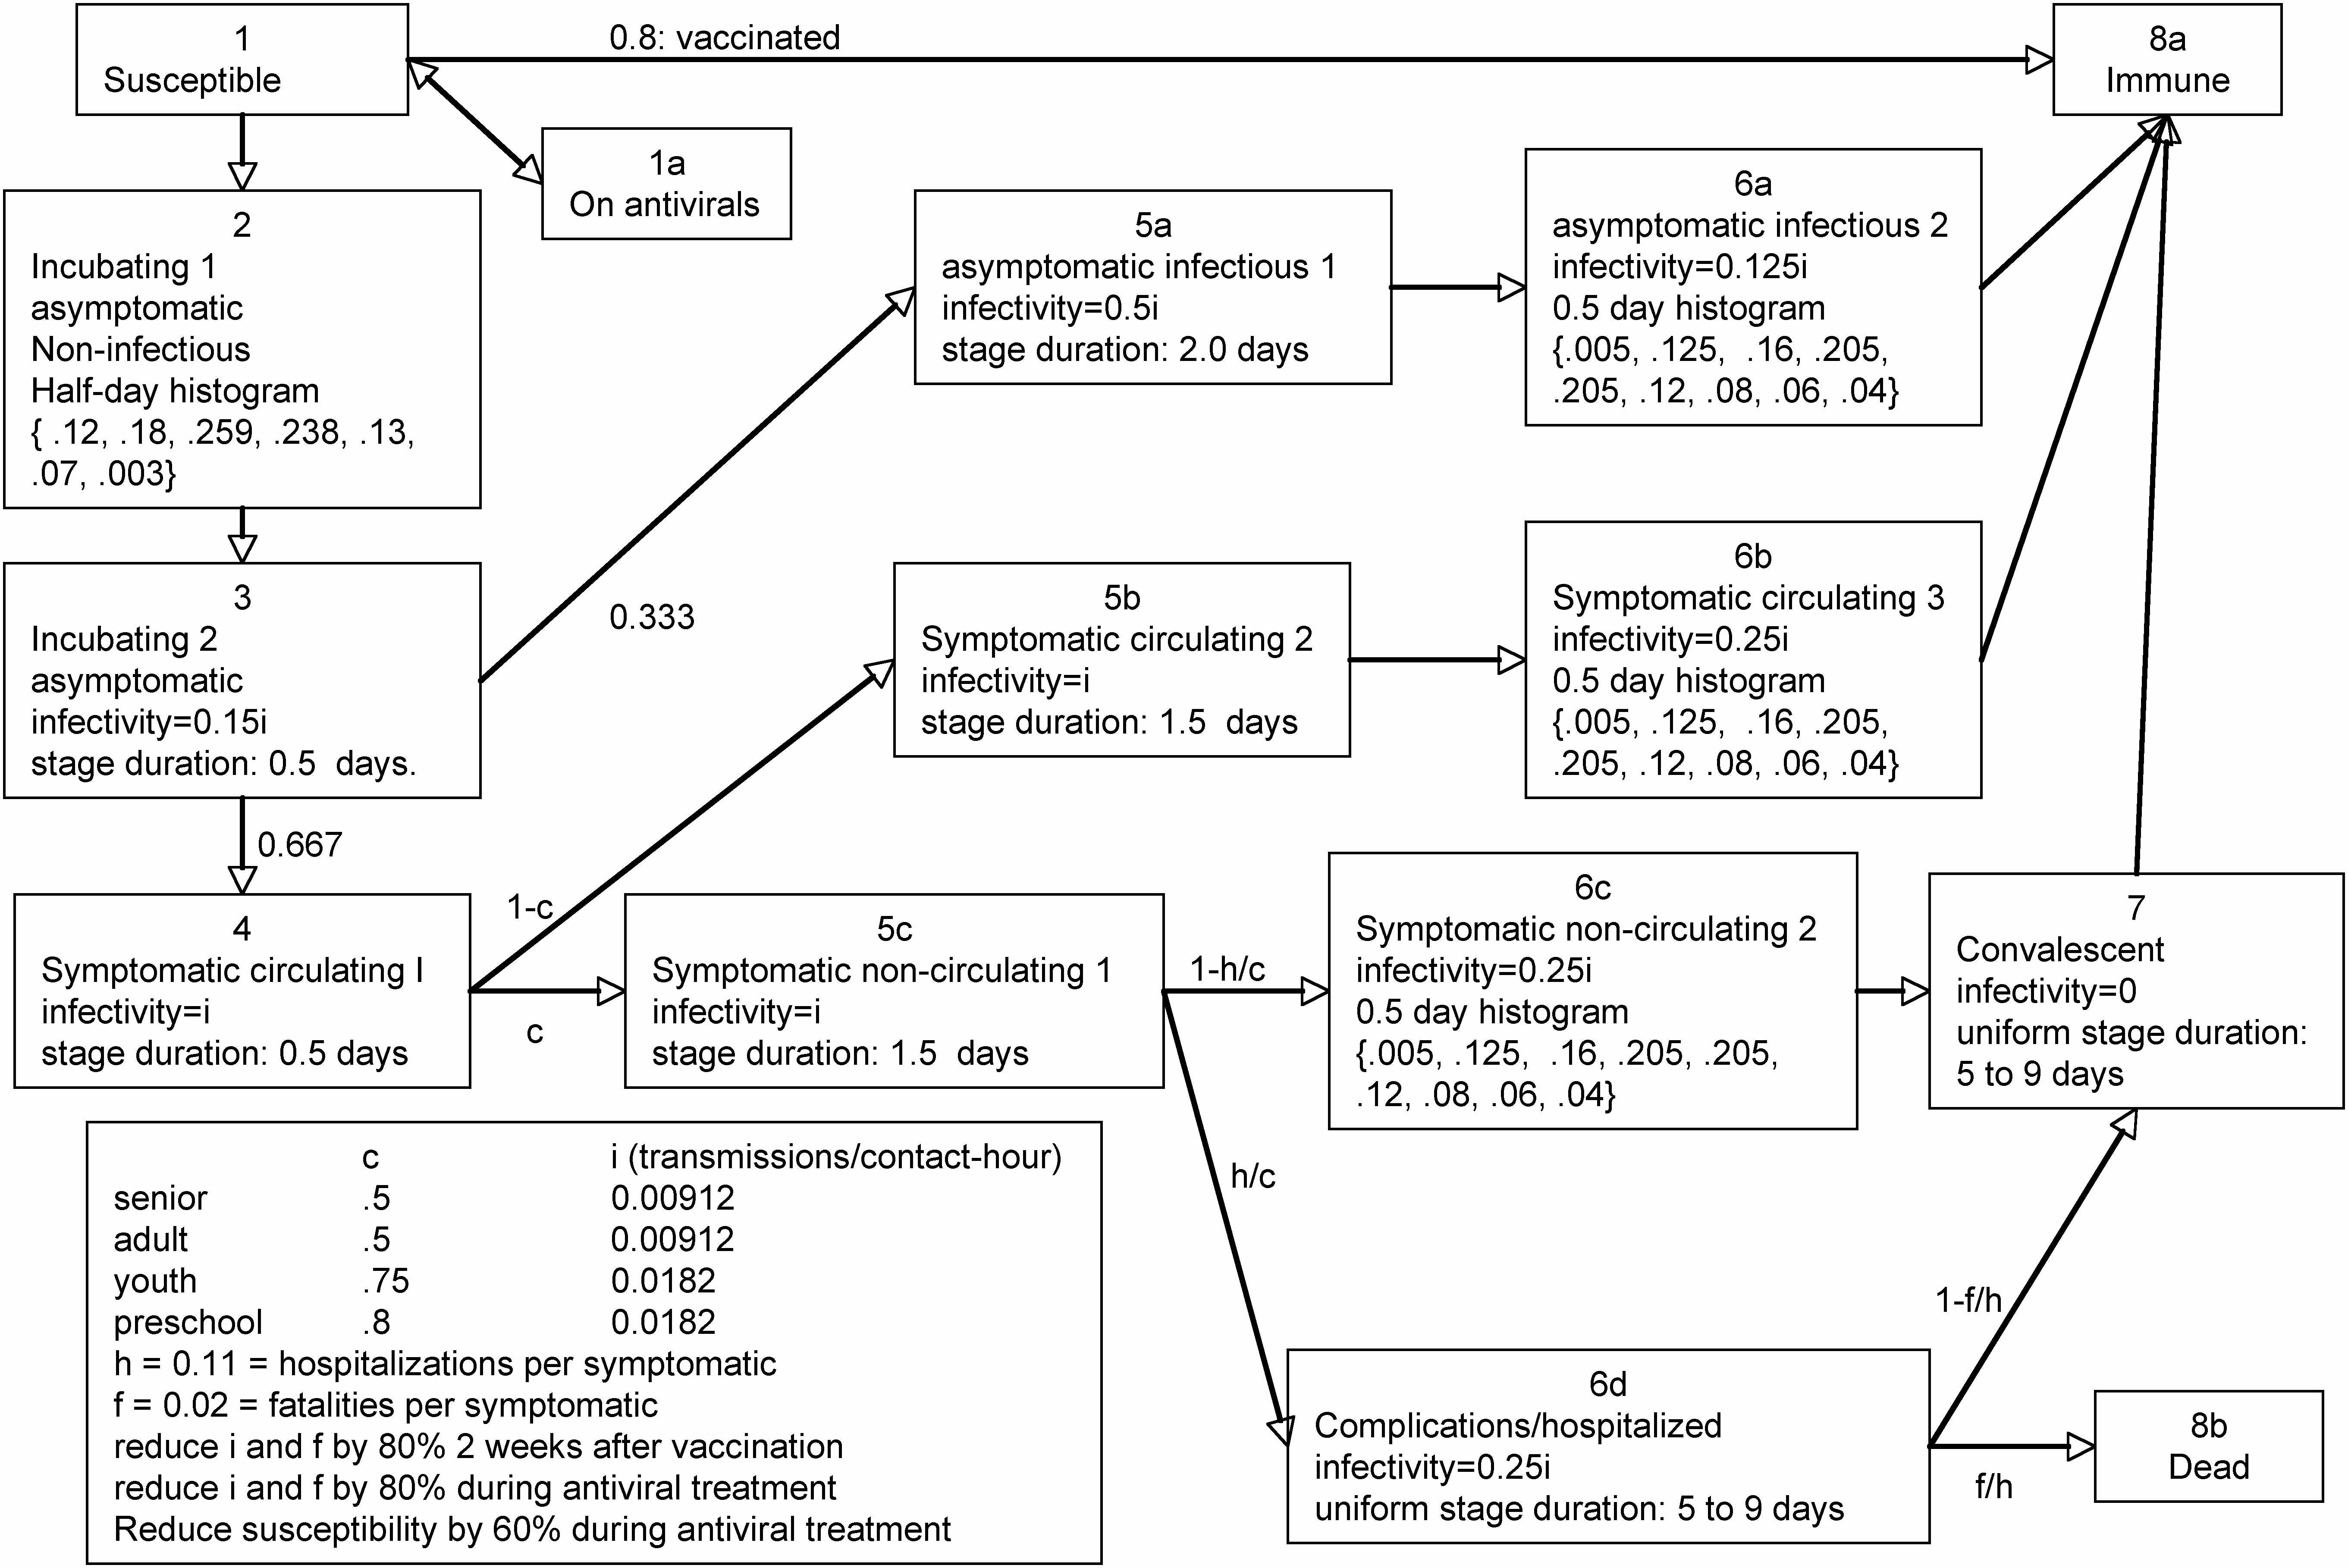 1
Susceptible
0.8: vaccinated
8a
Immune
1a
On antivirals
2
Incubating 1
asymptomatic
Non-infectious
Half-day histogram
{ .12, .18, .259, .238, .13,
.07, .003}
5a
asymptomatic infectious 1
infectivity=0.5i
stage duration: 2.0 days
6a
asymptomatic infectious 2
infectivity=0.125i
0.5 day histogram
{.005, .125, .16, .205,
.205, .12, .08, .06, .04}
3
Incubating 2
asymptomatic
infectivity=0.15i
stage duration: 0.5 days.
0.333
5b
Symptomatic circulating 2
infectivity=i
stage duration: 1.5 days
6b
Symptomatic circulating 3
infectivity=0.25i
0.5 day histogram
{.005, .125, .16, .205,
.205, .12, .08, .06, .04}
0.667
4
Symptomatic circulating I
infectivity=i
stage duration: 0.5 days
1-c
c
5c
Symptomatic non-circulating 1
infectivity=i
stage duration: 1.5 days
1-h/c
h/c
6c
Symptomatic non-circulating 2
infectivity=0.25i
0.5 day histogram
{.005, .125, .16, .205, .205,
.12, .08, .06, .04}
7
Convalescent
infectivity=0
uniform stage duration:
5 to 9 days
c i (transmissions/contact-hour)
senior .5 0.00912
adult .5 0.00912
youth .75 0.0182
preschool .8 0.0182
h = 0.11 = hospitalizations per symptomatic
f = 0.02 = fatalities per symptomatic
reduce i and f by 80% 2 weeks after vaccination
reduce i and f by 80% during antiviral treatment
Reduce susceptibility by 60% during antiviral treatment
6d
Complications/hospitalized
infectivity=0.25i
uniform stage duration: 5 to 9 days
1-f/h
f/h
8b
Dead